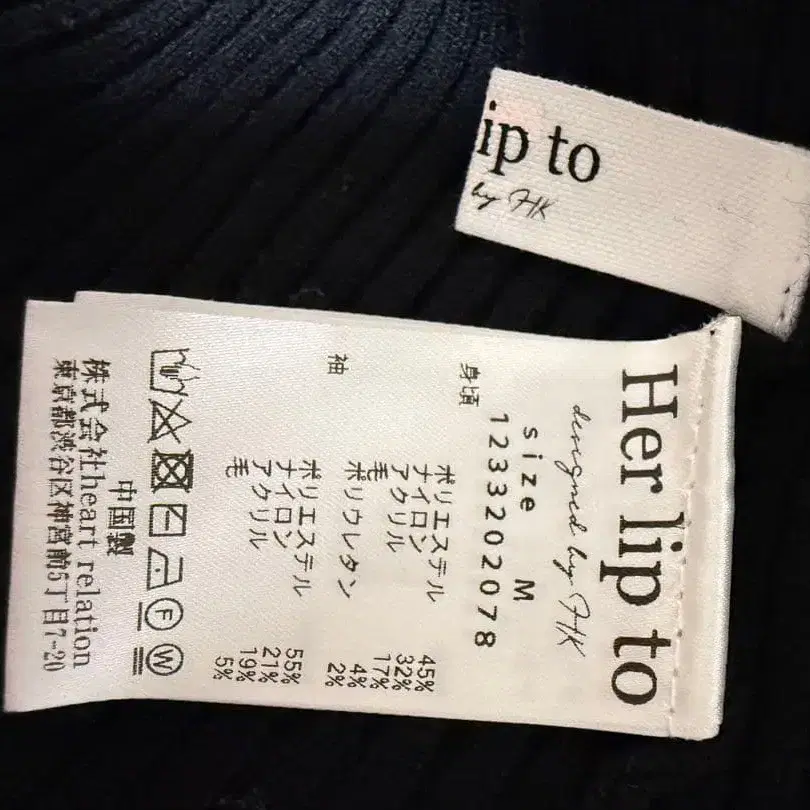 ip to
by HK
Her lip to
designed by HK
size M
1233202078
身頃
ポリエステル 45%
ナイロン 32%
アクリル 17%
毛 4%
ポリウレタン 2%
袖
ポリエステル 55%
ナイロン 21%
アクリル 19%
毛 5%
F W
中国製
株式会社heart relation
東京都渋谷区神宮前5丁目7-20